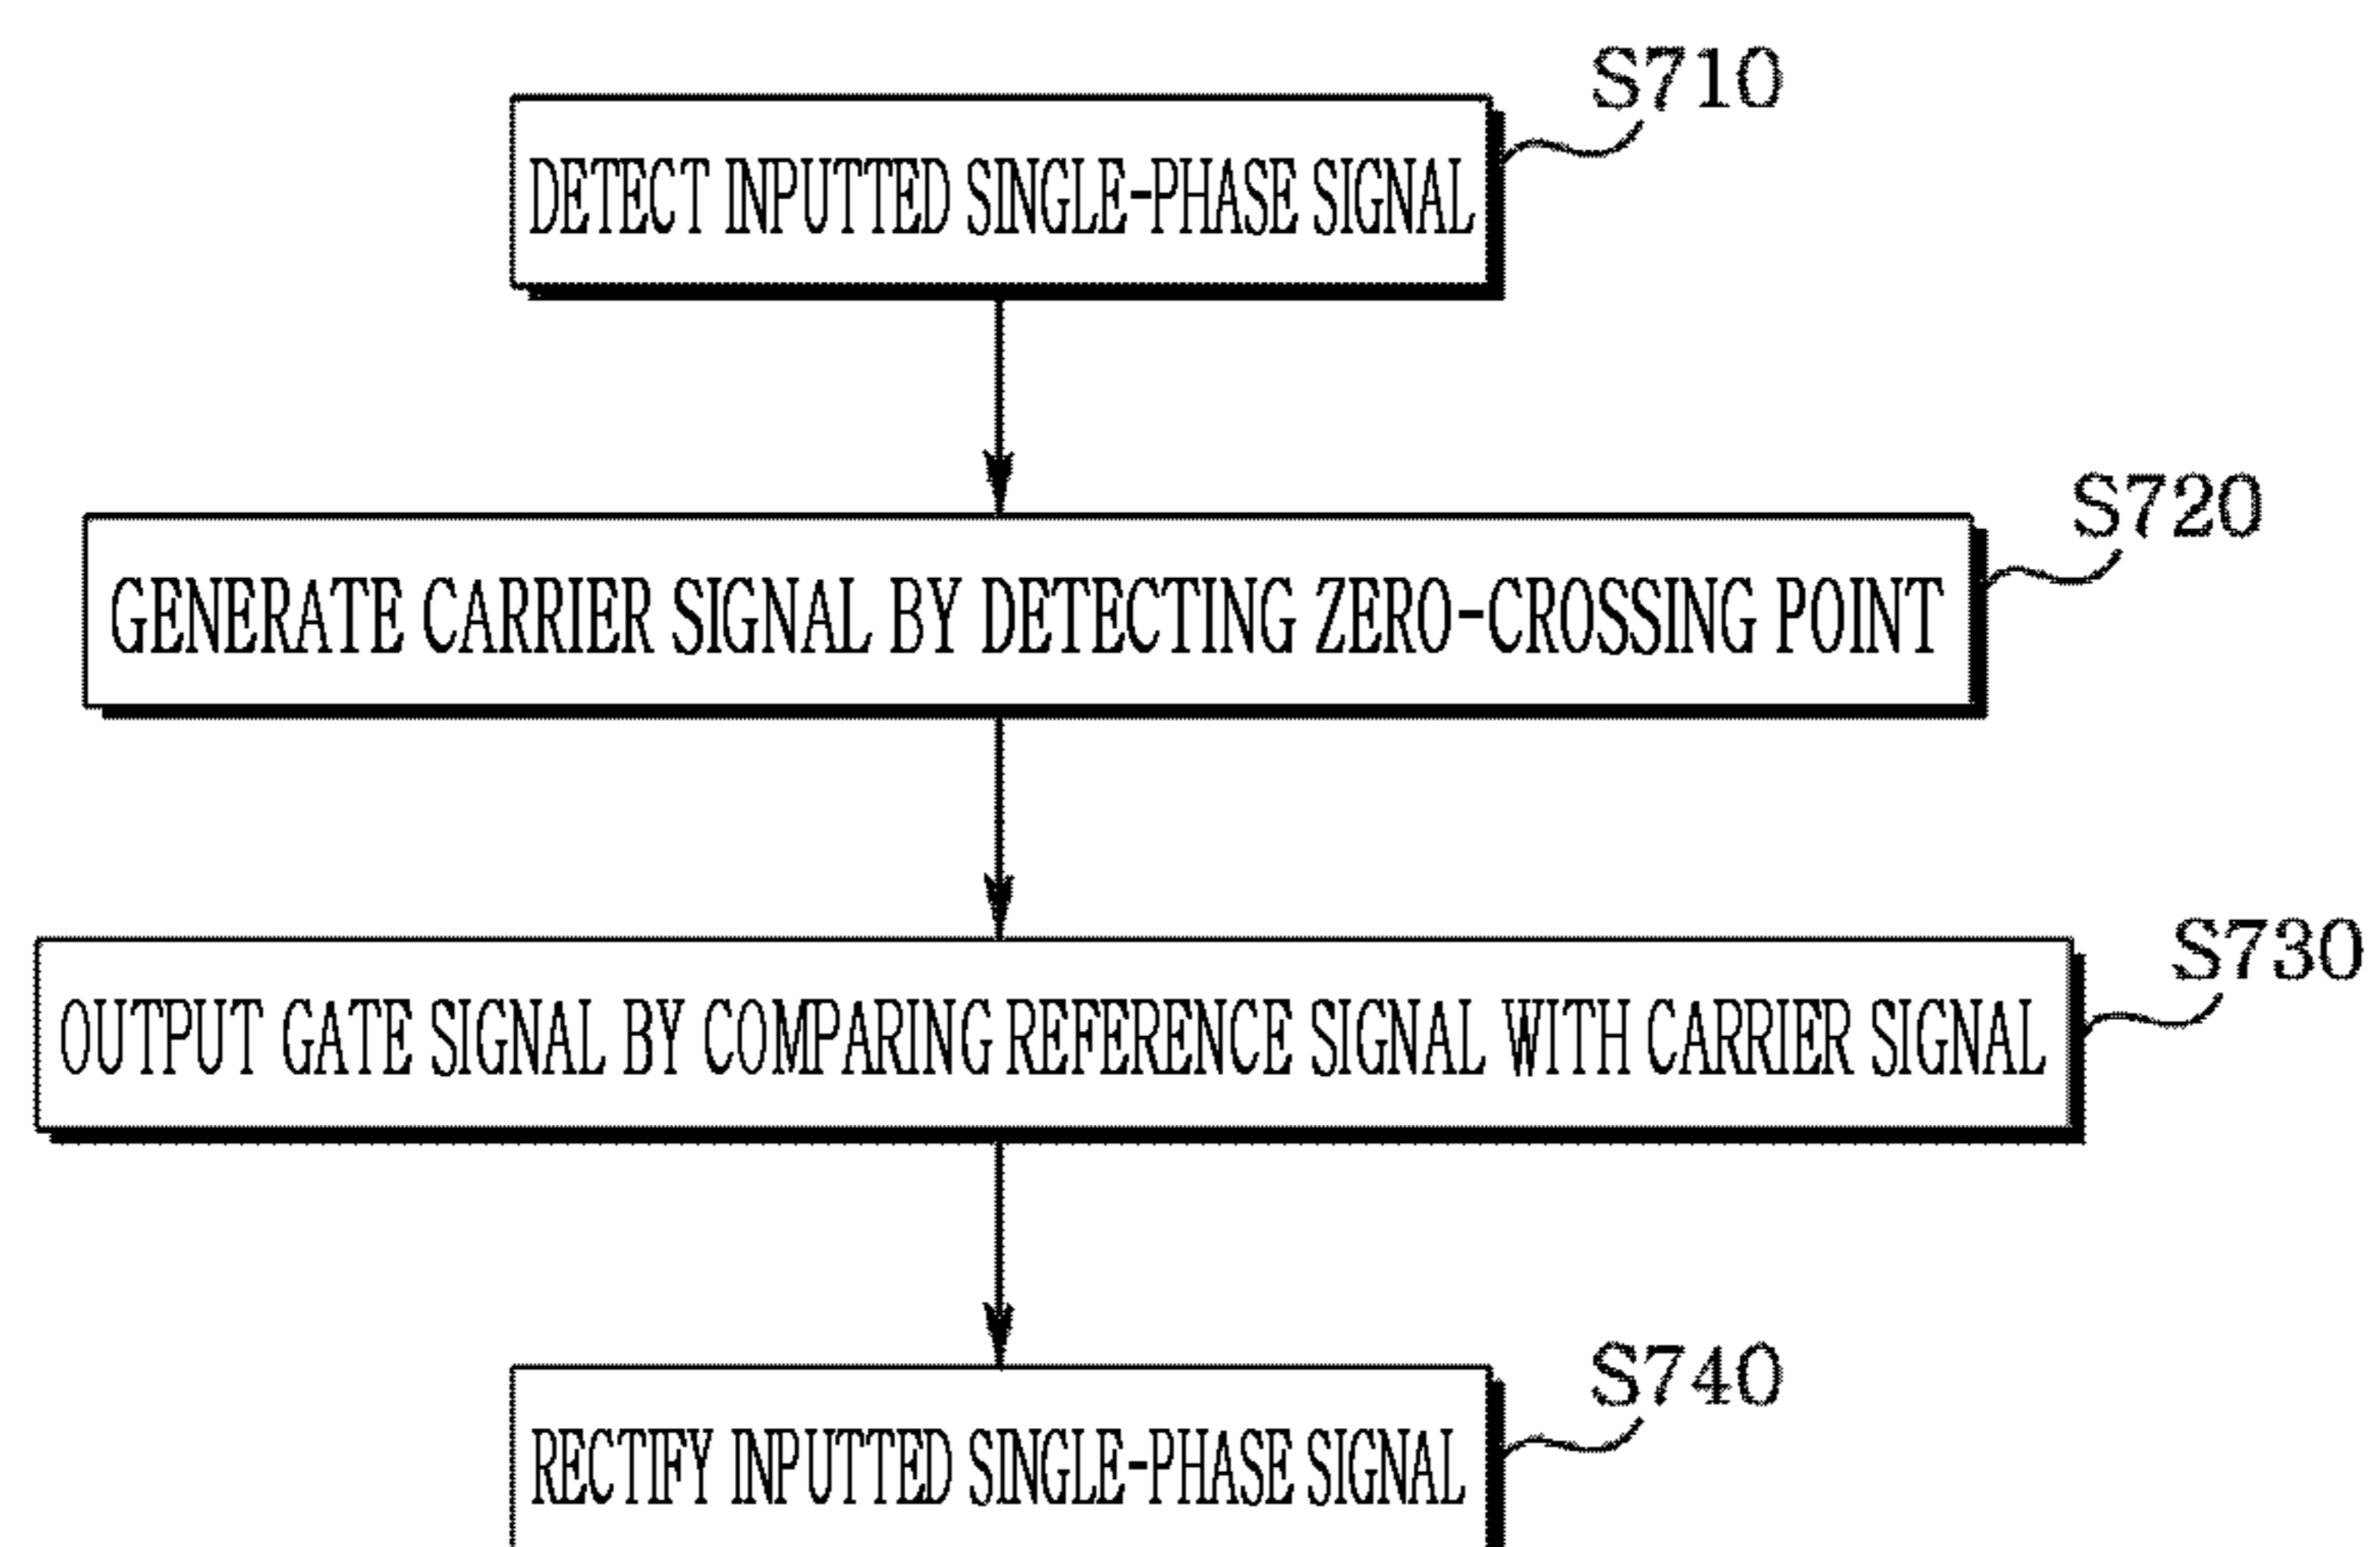 S710
DETECT INPUTTED SINGLE-PHASE SIGNAL
S720
GENERATE CARRIER SIGNAL BY DETECTING ZERO-CROSSING POINT
S730
OUTPUT GATE SIGNAL BY COMPARING REFERENCE SIGNAL WITH CARRIER SIGNAL
S740
RECTIFY INPUTTED SINGLE-PHASE SIGNAL